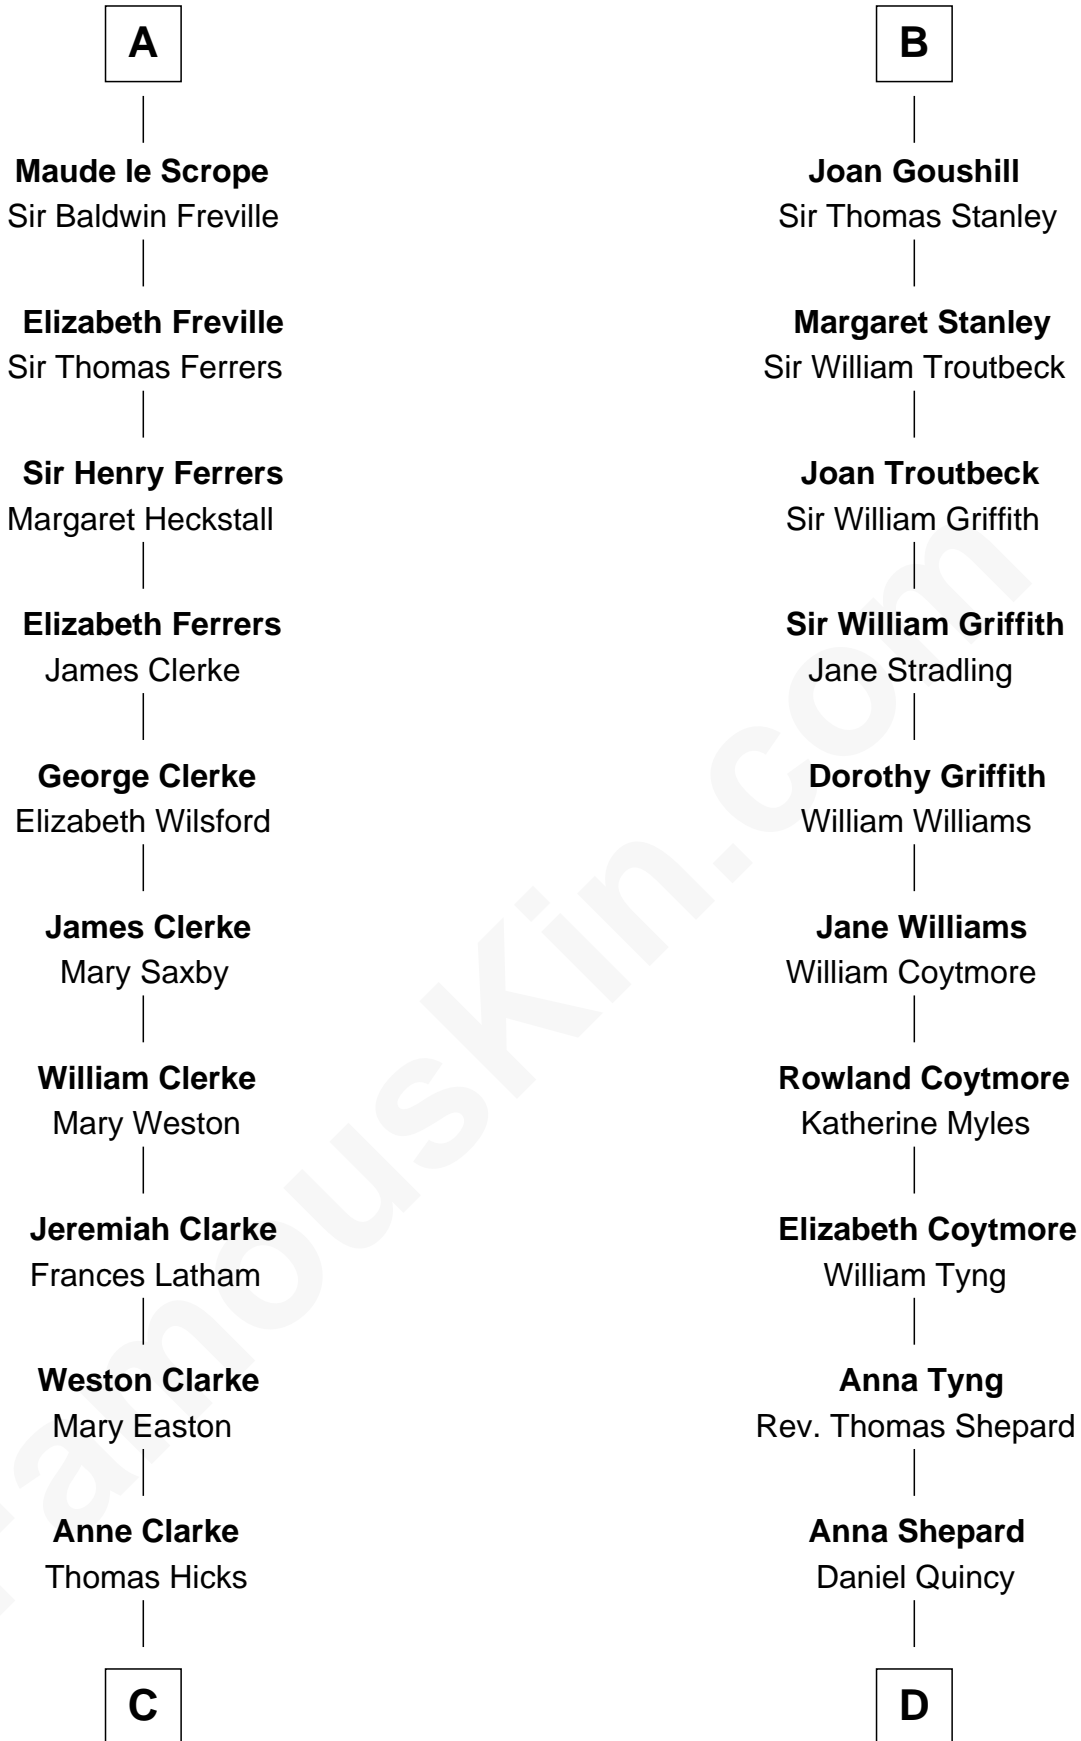 A
Maude le Scrope
Sir Baldwin Freville
Elizabeth Freville
Sir Thomas Ferrers
Sir Henry Ferrers
Margaret Heckstall
Elizabeth Ferrers
James Clerke
George Clerke
Elizabeth Wilsford
James Clerke
Mary Saxby
William Clerke
Mary Weston
Jeremiah Clarke
Frances Latham
Weston Clarke
Mary Easton
Anne Clarke
Thomas Hicks
C
B
Joan Goushill
Sir Thomas Stanley
Margaret Stanley
Sir William Troutbeck
Joan Troutbeck
Sir William Griffith
Sir William Griffith
Jane Stradling
Dorothy Griffith
William Williams
Jane Williams
William Coytmore
Rowland Coytmore
Katherine Myles
Elizabeth Coytmore
William Tyng
Anna Tyng
Rev. Thomas Shepard
Anna Shepard
Daniel Quincy
D
FamousKin.com